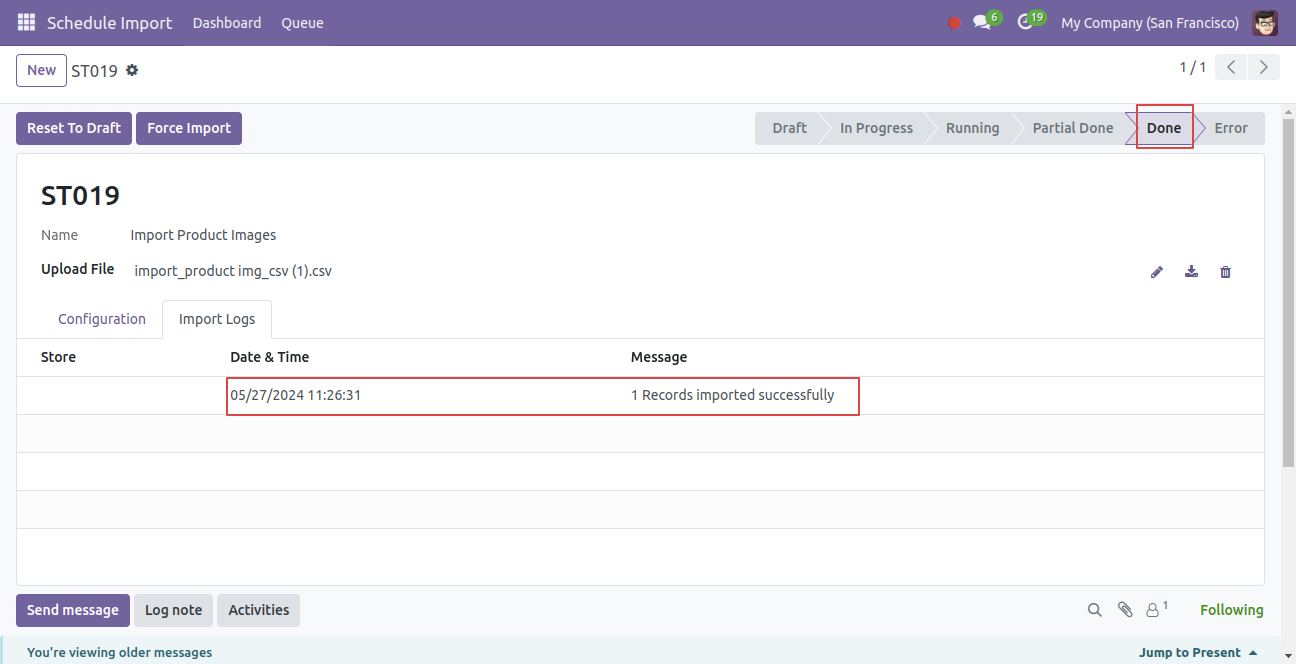 Schedule Import Dashboard Queue 6 19 My Company (San Francisco)
New ST019 1 / 1
Reset To Draft Force Import Draft In Progress Running Partial Done Done Error
ST019
Name Import Product Images
Upload File import_product img_csv (1).csv
Configuration Import Logs
Store Date & Time Message
05/27/2024 11:26:31 1 Records imported successfully
Send message Log note Activities 1 Following
You're viewing older messages Jump to Present